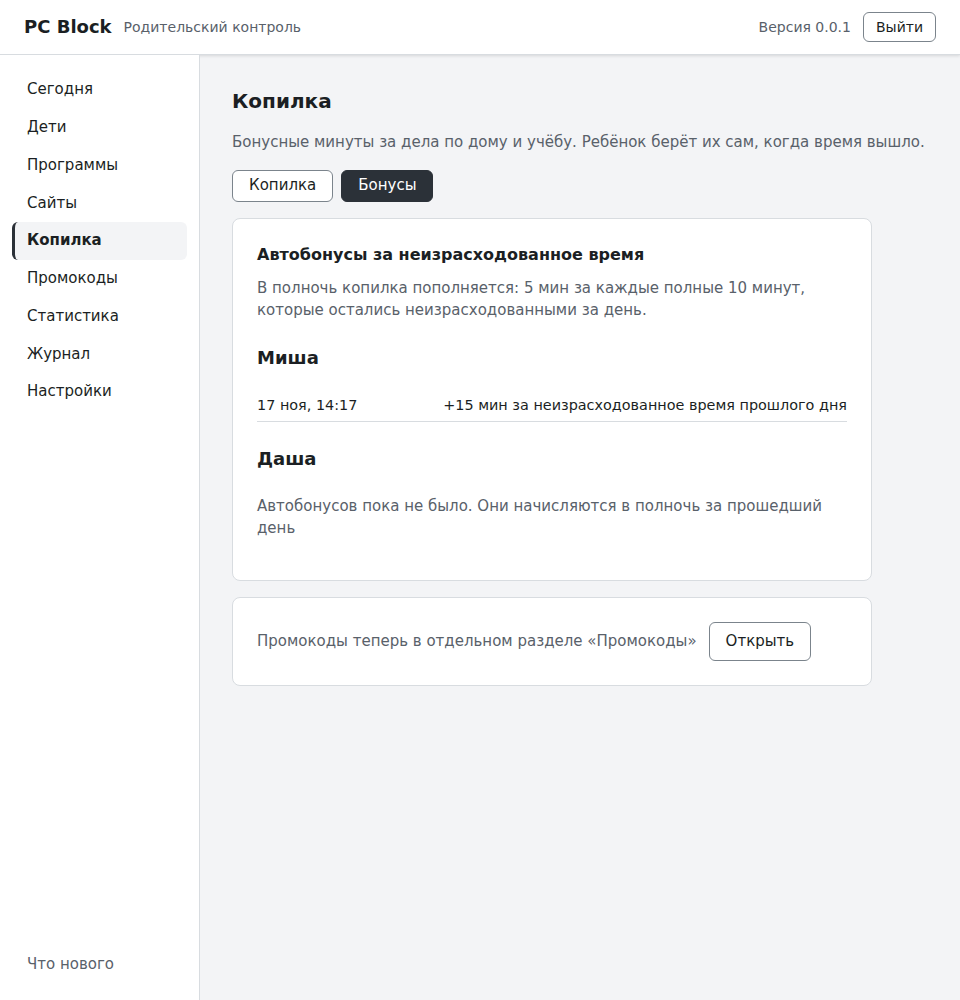 PC Block Родительский контроль Версия 0.0.1 Выйти
Сегодня
Дети
Программы
Сайты
Копилка
Промокоды
Статистика
Журнал
Настройки
Что нового
Копилка
Бонусные минуты за дела по дому и учёбу. Ребёнок берёт их сам, когда время вышло.
Копилка Бонусы
Автобонусы за неизрасходованное время
В полночь копилка пополняется: 5 мин за каждые полные 10 минут,
которые остались неизрасходованными за день.
Миша
17 ноя, 14:17 +15 мин за неизрасходованное время прошлого дня
Даша
Автобонусов пока не было. Они начисляются в полночь за прошедший
день
Промокоды теперь в отдельном разделе «Промокоды» Открыть